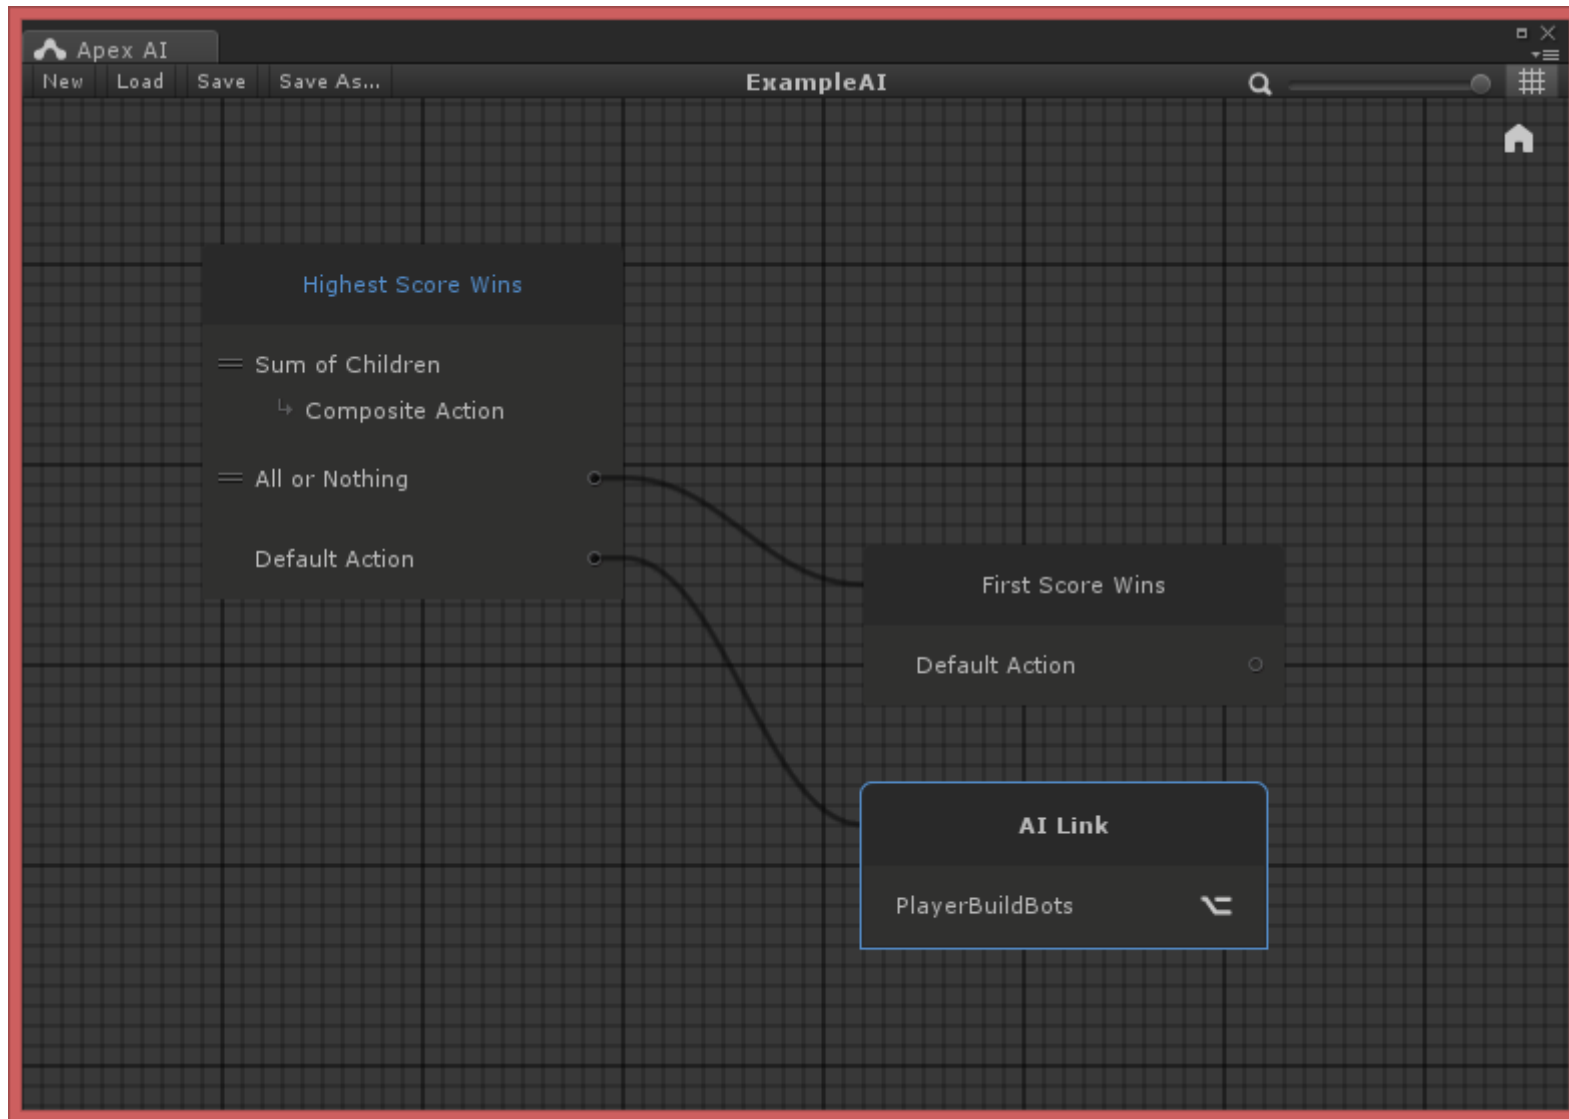 Apex AI
New Load Save Save As... ExampleAI
Highest Score Wins
Sum of Children
Composite Action
All or Nothing
Default Action
First Score Wins
Default Action
AI Link
PlayerBuildBots